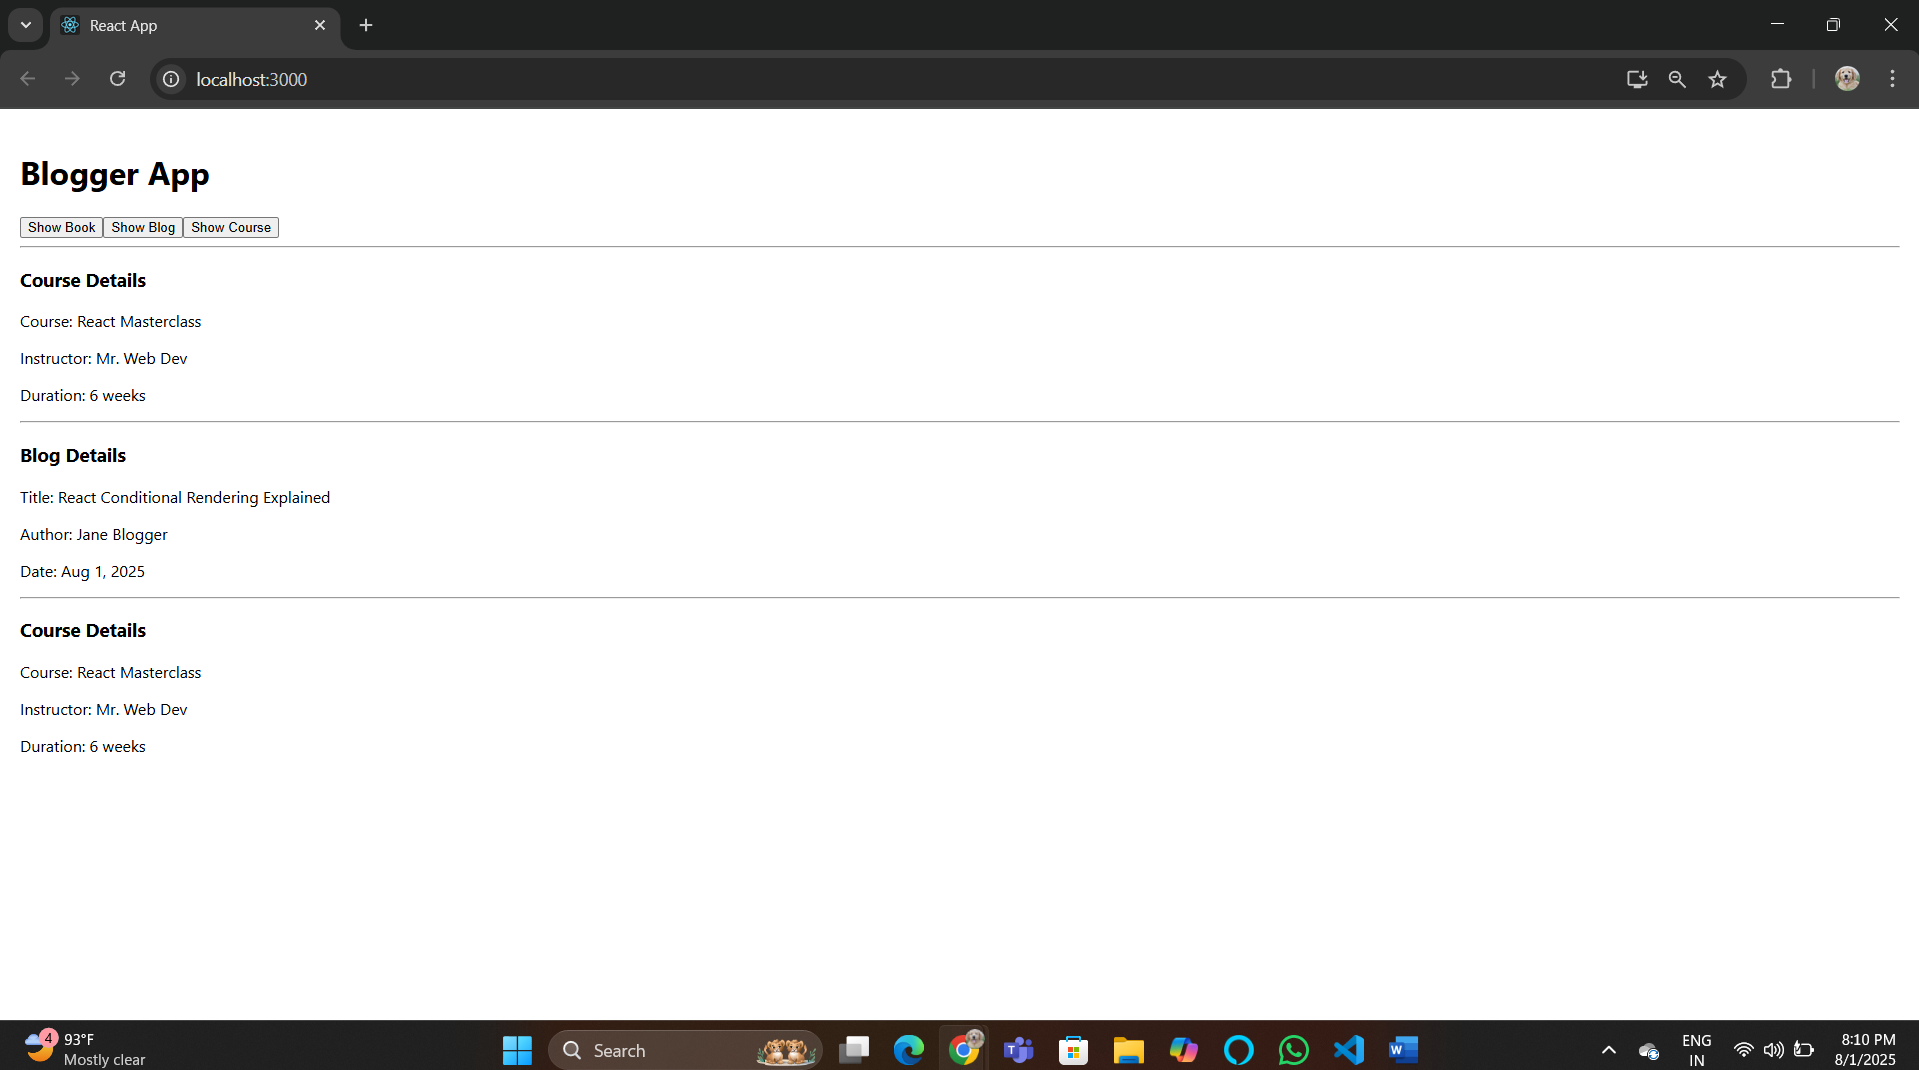 React App
localhost:3000
Blogger App
Show Book Show Blog Show Course
Course Details
Course: React Masterclass
Instructor: Mr. Web Dev
Duration: 6 weeks
Blog Details
Title: React Conditional Rendering Explained
Author: Jane Blogger
Date: Aug 1, 2025
Course Details
Course: React Masterclass
Instructor: Mr. Web Dev
Duration: 6 weeks
4
93°F
Mostly clear
Search
T
W
ENG
IN
8:10 PM
8/1/2025